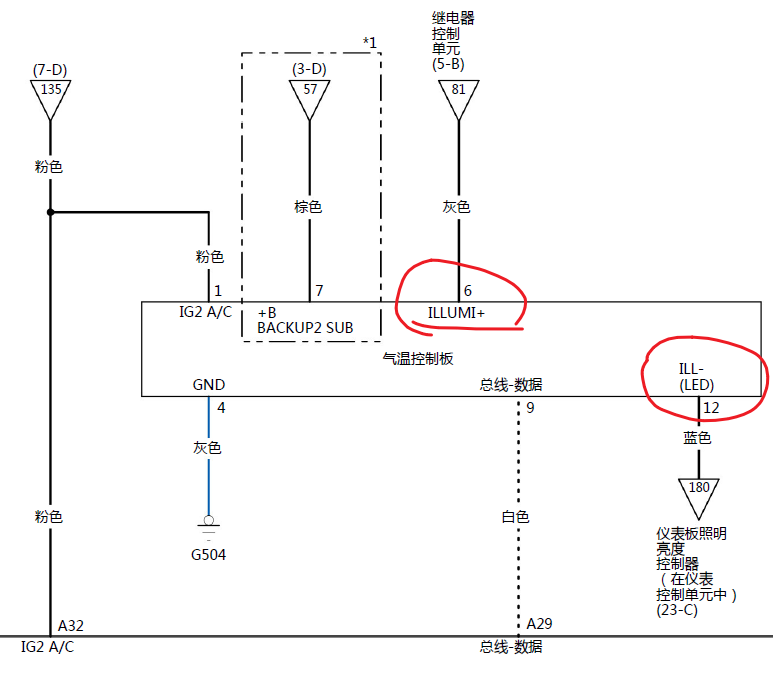 继电器
控制
单元
(5-B)
*1
(7-D)
(3-D)
135
57
81
粉色
棕色
灰色
粉色
1
7
6
IG2 A/C
+B
BACKUP2 SUB
ILLUMI+
气温控制板
ILL-
(LED)
GND
总线-数据
4
9
12
灰色
蓝色
180
粉色
白色
仪表板照明
亮度
控制器
（在仪表
控制单元中）
(23-C)
G504
A32
A29
IG2 A/C
总线-数据